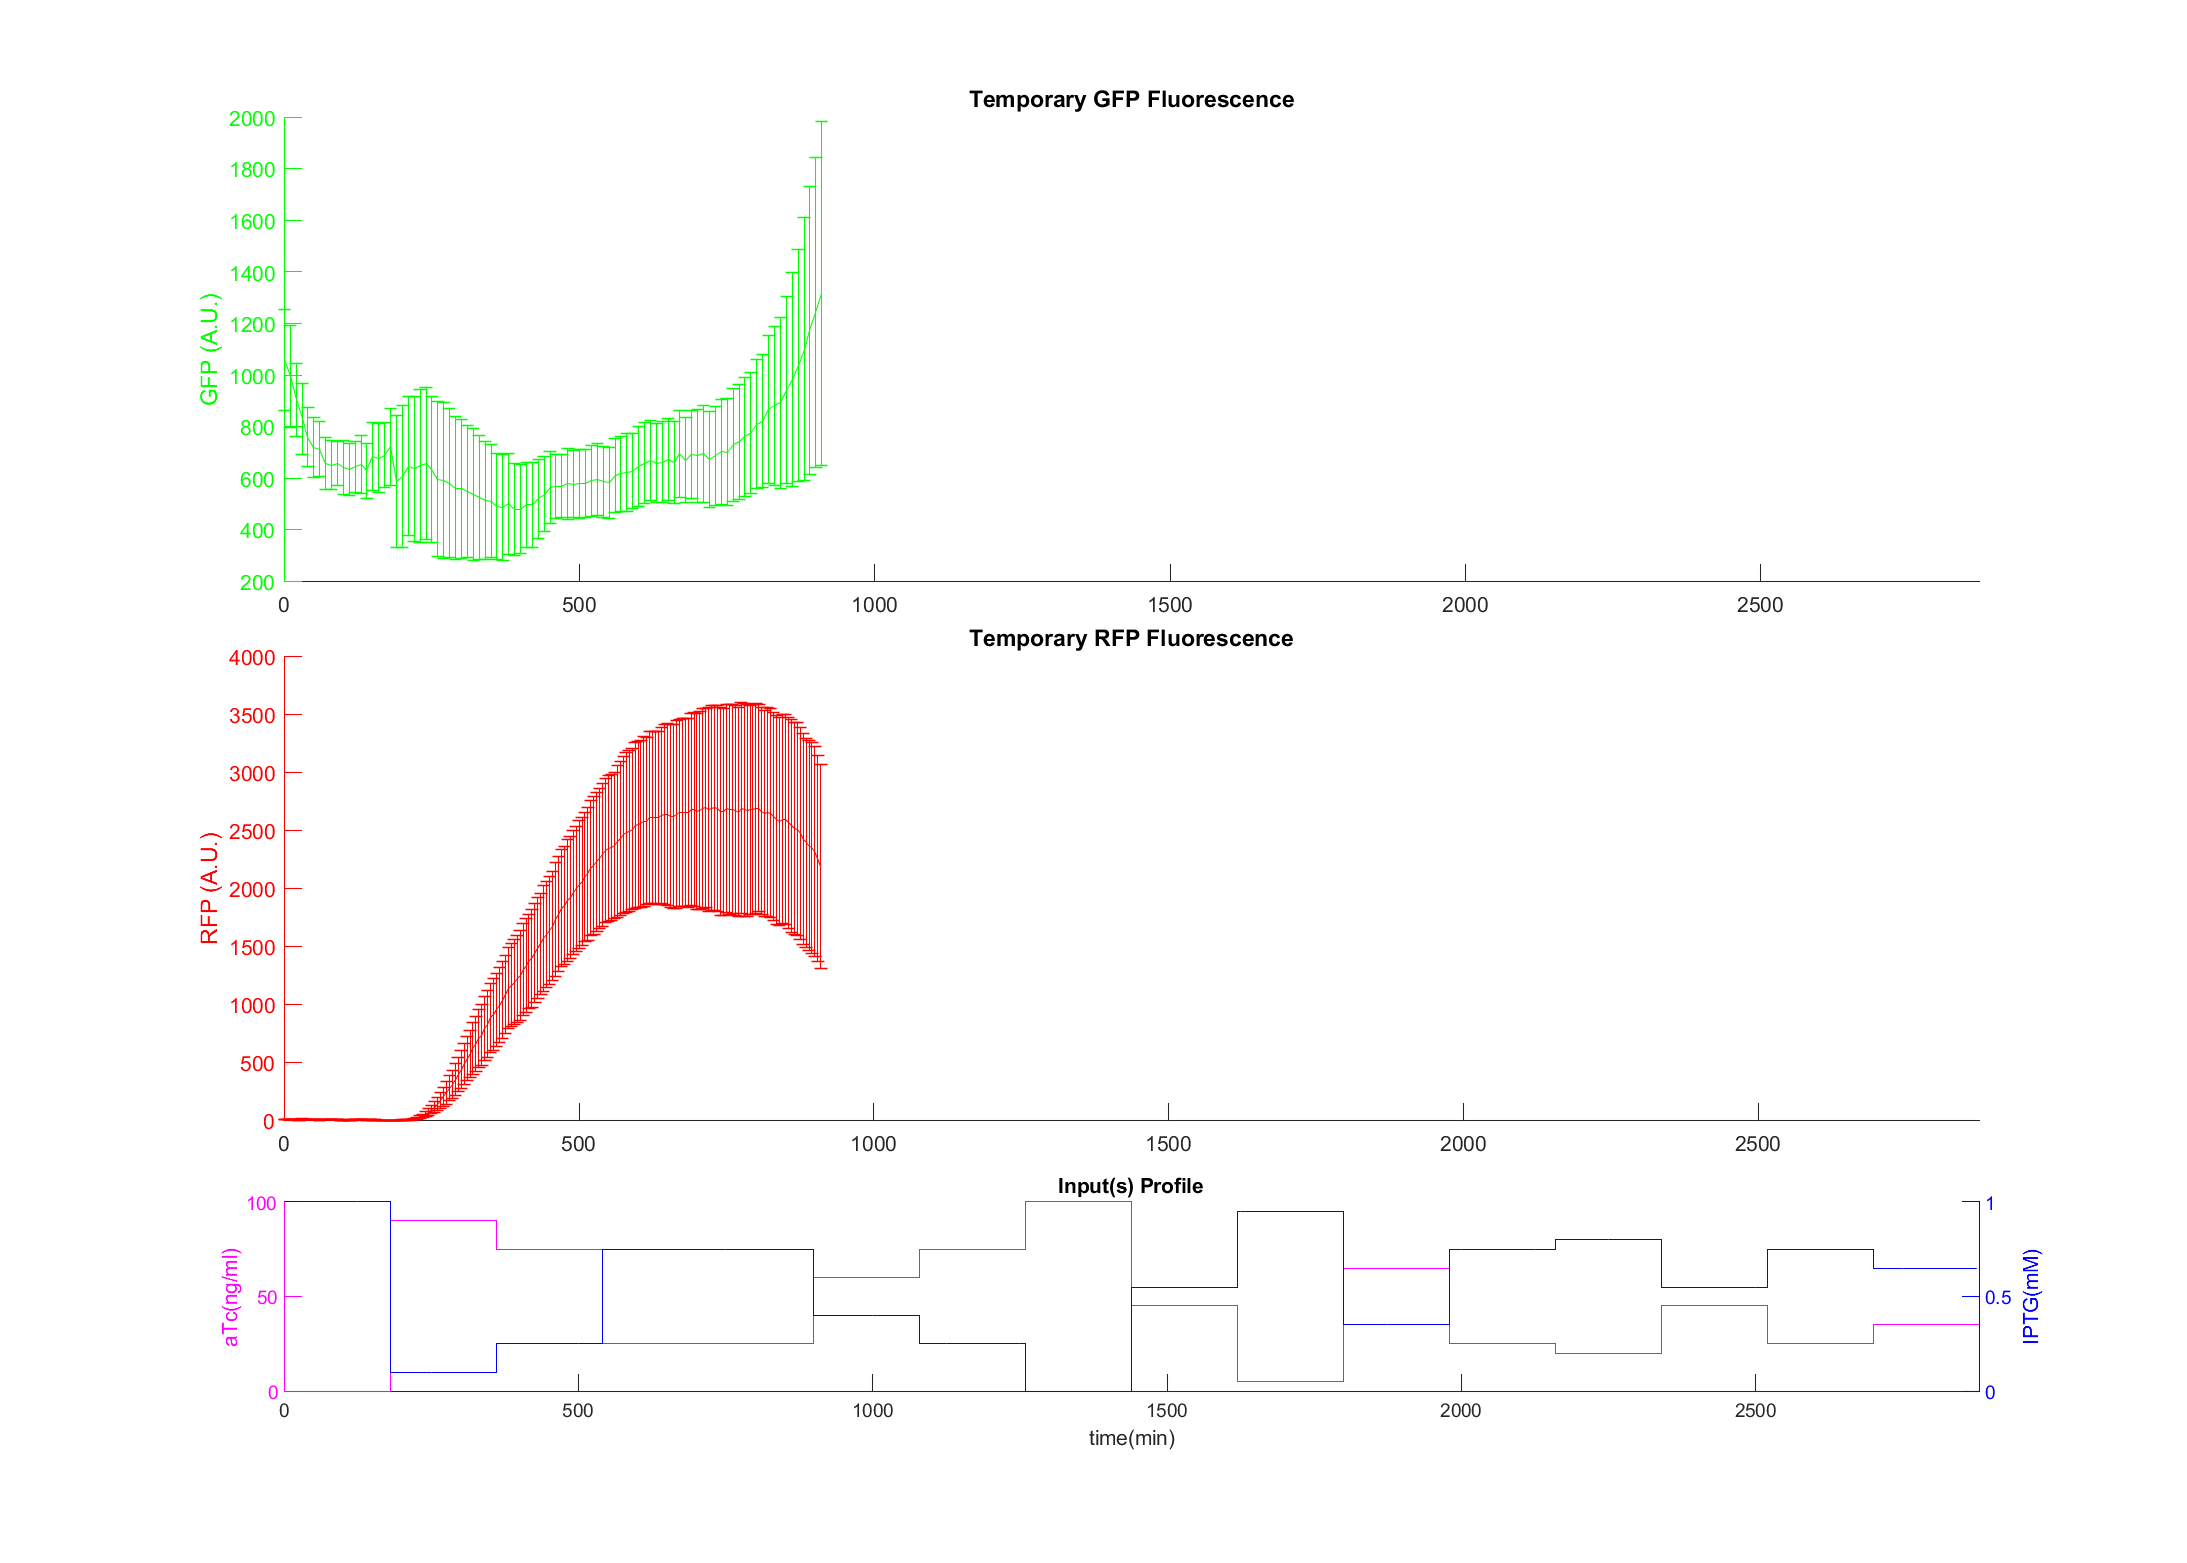 Temporary GFP Fluorescence
2000
1800
1600
1400
1200
1000
800
600
400
200
GFP (A.U.)
0 500 1000 1500 2000 2500
Temporary RFP Fluorescence
4000
3500
3000
2500
2000
1500
1000
500
0
RFP (A.U.)
0 500 1000 1500 2000 2500
Input(s) Profile
100
50
0
aTc(ng/ml)
1
0.5
0
IPTG(mM)
0 500 1000 1500 2000 2500
time(min)